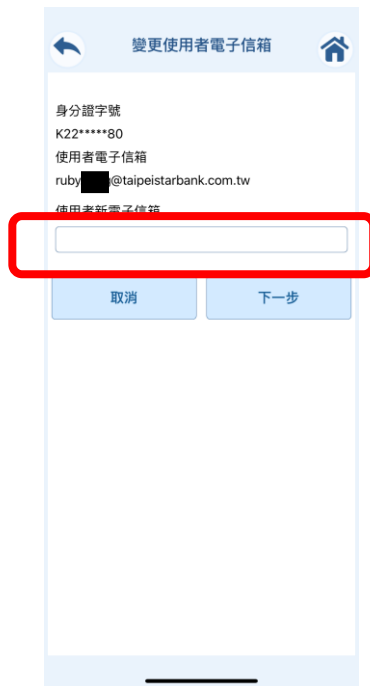 變更使用者電子信箱
身分證字號
K22*****80
使用者電子信箱
ruby @taipeistarbank.com.tw
使用者新電子信箱
取消 下一步